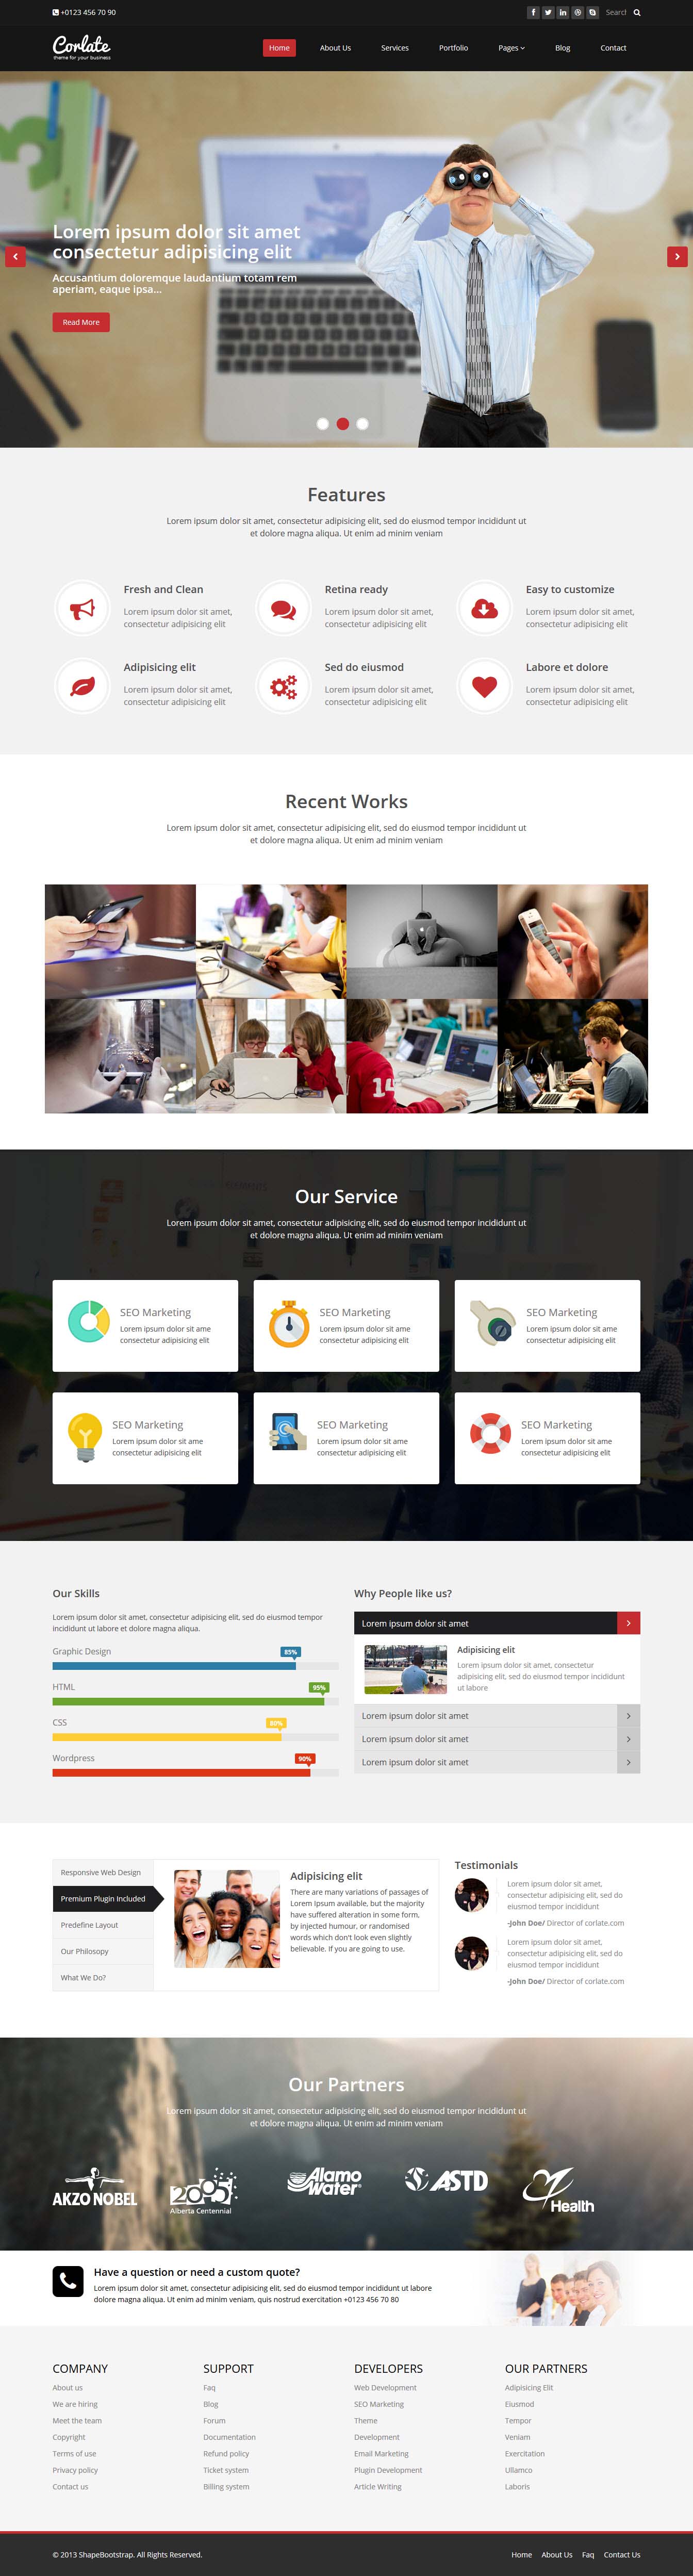 +0123 456 70 90
Search
Corlate
theme for your business
Home
About Us
Services
Portfolio
Pages
Blog
Contact
Lorem ipsum dolor sit amet
consectetur adipisicing elit
Accusantium doloremque laudantium totam rem
aperiam, eaque ipsa...
Read More
Features
Lorem ipsum dolor sit amet, consectetur adipisicing elit, sed do eiusmod tempor incididunt ut
et dolore magna aliqua. Ut enim ad minim veniam
Fresh and Clean
Lorem ipsum dolor sit amet,
consectetur adipisicing elit
Retina ready
Lorem ipsum dolor sit amet,
consectetur adipisicing elit
Easy to customize
Lorem ipsum dolor sit amet,
consectetur adipisicing elit
Adipisicing elit
Lorem ipsum dolor sit amet,
consectetur adipisicing elit
Sed do eiusmod
Lorem ipsum dolor sit amet,
consectetur adipisicing elit
Labore et dolore
Lorem ipsum dolor sit amet,
consectetur adipisicing elit
Recent Works
Lorem ipsum dolor sit amet, consectetur adipisicing elit, sed do eiusmod tempor incididunt ut
et dolore magna aliqua. Ut enim ad minim veniam
14
Our Service
Lorem ipsum dolor sit amet, consectetur adipisicing elit, sed do eiusmod tempor incididunt ut
et dolore magna aliqua. Ut enim ad minim veniam
SEO Marketing
Lorem ipsum dolor sit ame
consectetur adipisicing elit
SEO Marketing
Lorem ipsum dolor sit ame
consectetur adipisicing elit
SEO Marketing
Lorem ipsum dolor sit ame
consectetur adipisicing elit
SEO Marketing
Lorem ipsum dolor sit ame
consectetur adipisicing elit
SEO Marketing
Lorem ipsum dolor sit ame
consectetur adipisicing elit
SEO Marketing
Lorem ipsum dolor sit ame
consectetur adipisicing elit
Our Skills
Lorem ipsum dolor sit amet, consectetur adipisicing elit, sed do eiusmod tempor
incididunt ut labore et dolore magna aliqua.
Graphic Design
85%
HTML
95%
CSS
80%
Wordpress
90%
Why People like us?
Lorem ipsum dolor sit amet
Adipisicing elit
Lorem ipsum dolor sit amet, consectetur
adipisicing elit, sed do eiusmod tempor incididunt
ut labore
Lorem ipsum dolor sit amet
Lorem ipsum dolor sit amet
Lorem ipsum dolor sit amet
Responsive Web Design
Premium Plugin Included
Predefine Layout
Our Philosopy
What We Do?
Adipisicing elit
There are many variations of passages of
Lorem Ipsum available, but the majority
have suffered alteration in some form,
by injected humour, or randomised
words which don't look even slightly
believable. If you are going to use.
Testimonials
Lorem ipsum dolor sit amet,
consectetur adipisicing elit, sed do
eiusmod tempor incididunt
-John Doe/ Director of corlate.com
Lorem ipsum dolor sit amet,
consectetur adipisicing elit, sed do
eiusmod tempor incididunt
-John Doe/ Director of corlate.com
Our Partners
Lorem ipsum dolor sit amet, consectetur adipisicing elit, sed do eiusmod tempor incididunt ut
et dolore magna aliqua. Ut enim ad minim veniam
AKZO NOBEL
2005
Alberta Centennial
Alamo
Water
ASTD
Health
Have a question or need a custom quote?
Lorem ipsum dolor sit amet, consectetur adipisicing elit, sed do eiusmod tempor incididunt ut labore
dolore magna aliqua. Ut enim ad minim veniam, quis nostrud exercitation +0123 456 70 80
COMPANY
About us
We are hiring
Meet the team
Copyright
Terms of use
Privacy policy
Contact us
SUPPORT
Faq
Blog
Forum
Documentation
Refund policy
Ticket system
Billing system
DEVELOPERS
Web Development
SEO Marketing
Theme
Development
Email Marketing
Plugin Development
Article Writing
OUR PARTNERS
Adipisicing Elit
Eiusmod
Tempor
Veniam
Exercitation
Ullamco
Laboris
© 2013 ShapeBootstrap. All Rights Reserved.
Home
About Us
Faq
Contact Us